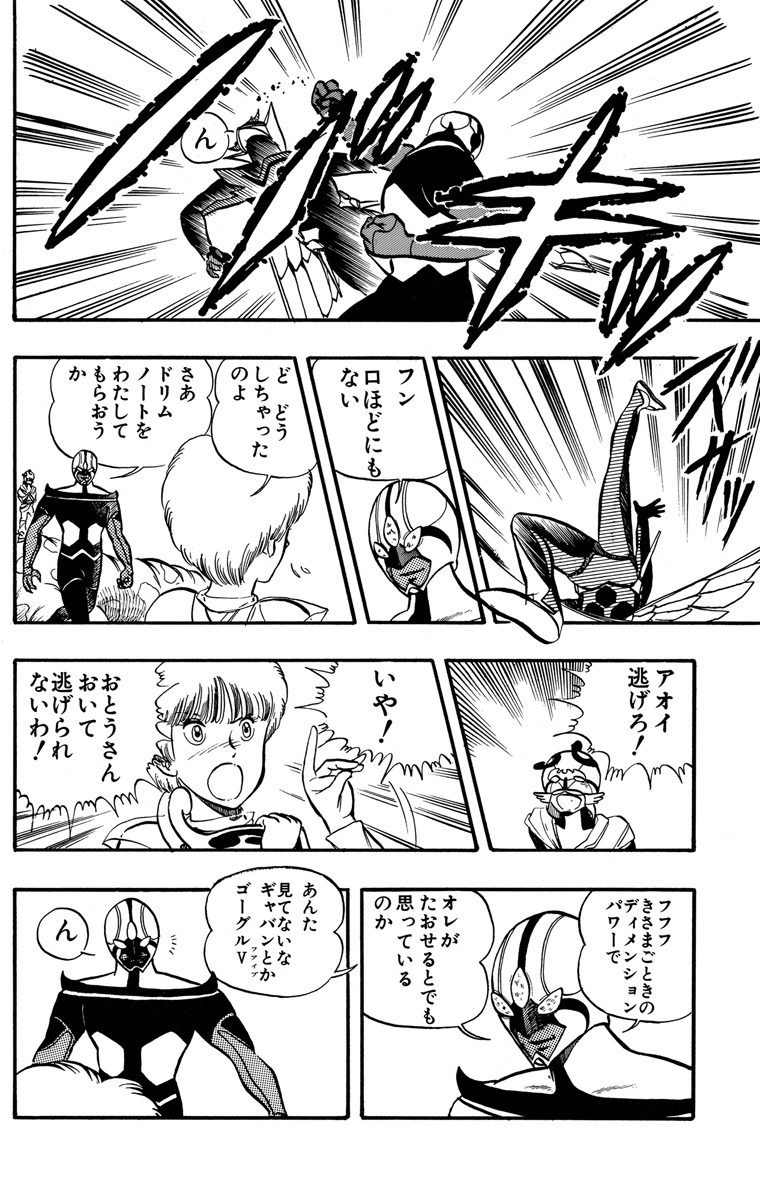 ん
バキッ
ズザッ
フン
口ほどにも
ない
ど どう
しちゃった
のよ
さあ
ドリム
ノートを
わたして
もらおう
か
アオイ
逃げろ!
いや!
おとうさん
おいて
逃げられ
ないわ!
フフフ
きさまごときの
ディメンション
パワーで
オレが
たおせるとでも
思っている
のか
あんた
見てないな
ギャバンとか
ゴーグルV
ファイブ
ん